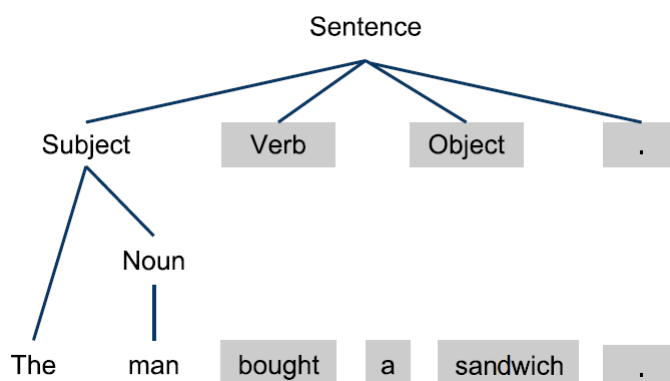 Sentence
Subject Verb Object .
Noun
The man bought a sandwich .